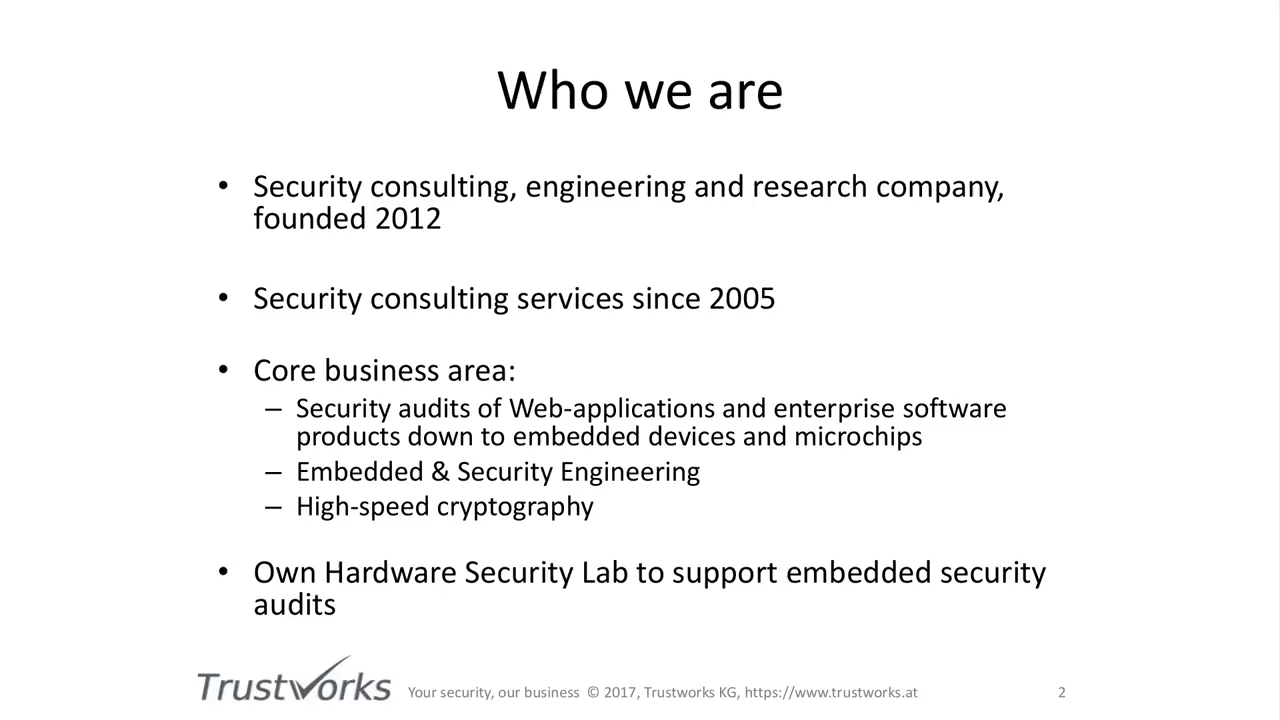 Who we are
• Security consulting, engineering and research company,
founded 2012
• Security consulting services since 2005
• Core business area:
– Security audits of Web-applications and enterprise software
products down to embedded devices and microchips
– Embedded & Security Engineering
– High-speed cryptography
• Own Hardware Security Lab to support embedded security
audits
Trustworks Your security, our business © 2017, Trustworks KG, https://www.trustworks.at 2